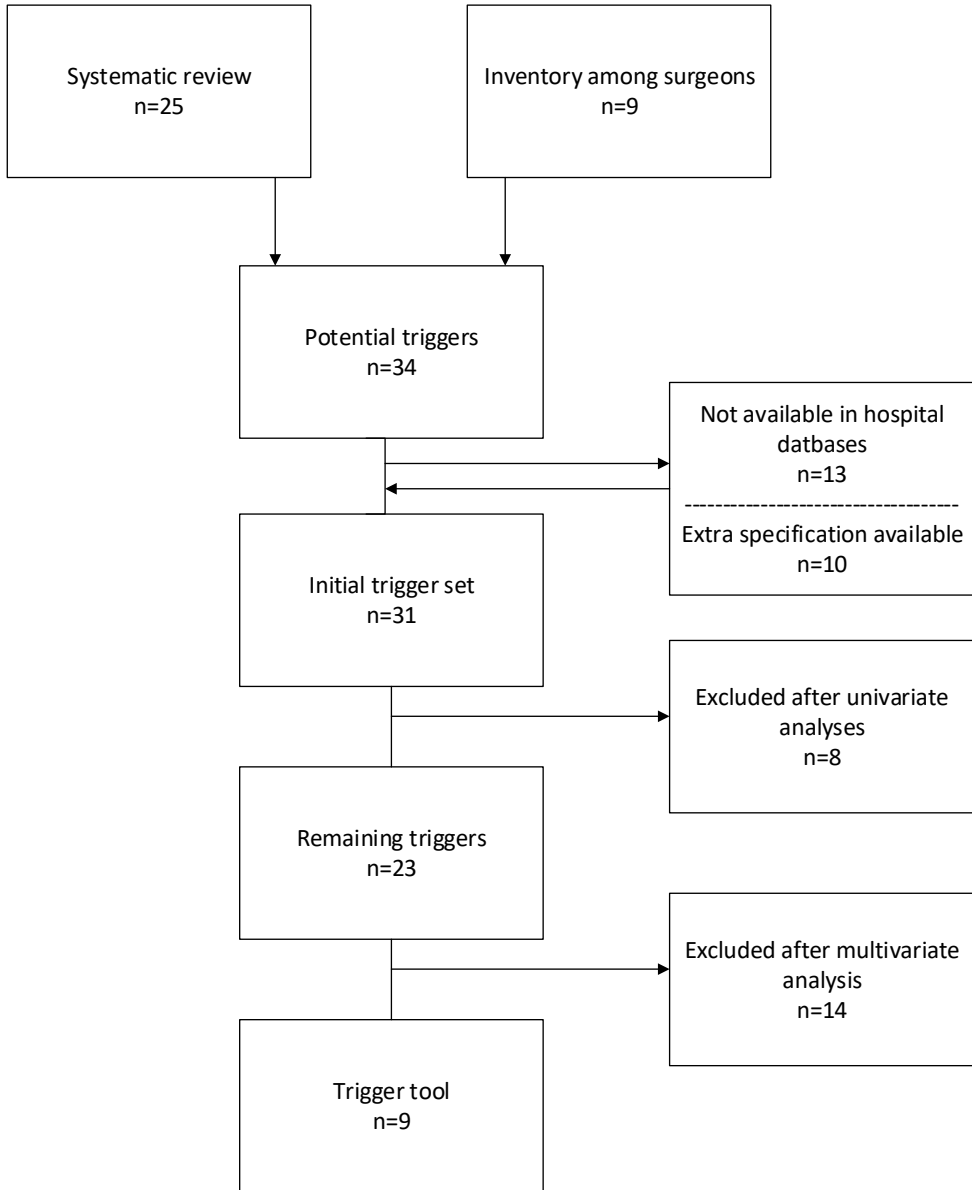 Systematic review
n=25
Inventory among surgeons
n=9
Potential triggers
n=34
Not available in hospital
datbases
n=13
Extra specification available
n=10
Initial trigger set
n=31
Excluded after univariate
analyses
n=8
Remaining triggers
n=23
Excluded after multivariate
analysis
n=14
Trigger tool
n=9